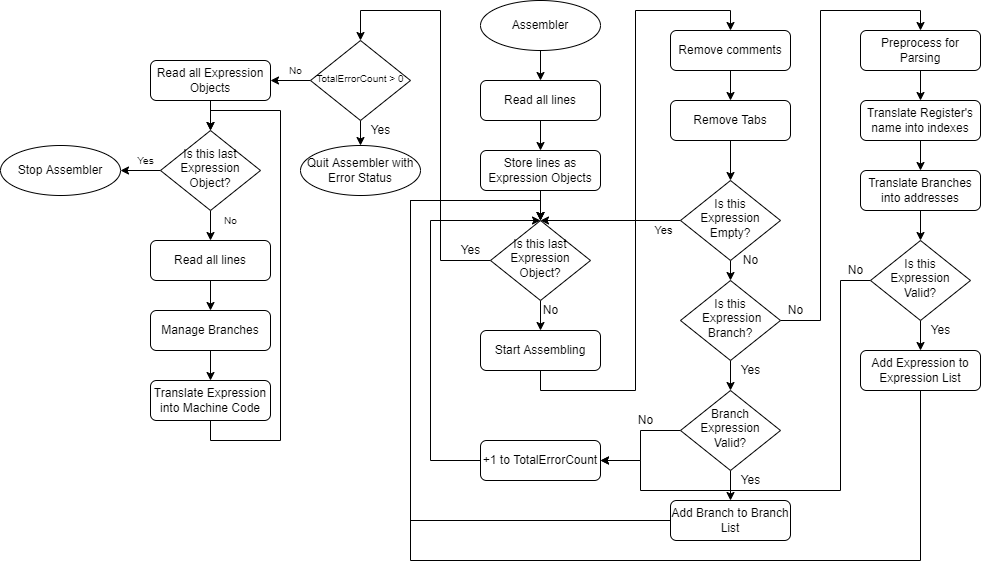 Assembler
Read all lines
Store lines as
Expression Objects
Is this last
Expression
Object?
Yes
No
Start Assembling
+1 to TotalErrorCount
Remove comments
Remove Tabs
Is this
Expression
Empty?
Yes
No
Is this
Expression
Branch?
No
Yes
Branch
Expression
Valid?
No
Yes
Add Branch to Branch
List
Preprocess for
Parsing
Translate Register's
name into indexes
Translate Branches
into addresses
Is this
Expression
Valid?
No
Yes
Add Expression to
Expression List
TotalErrorCount > 0
No
Yes
Quit Assembler with
Error Status
Read all Expression
Objects
Is this last
Expression
Object?
Yes
No
Stop Assembler
Read all lines
Manage Branches
Translate Expression
into Machine Code